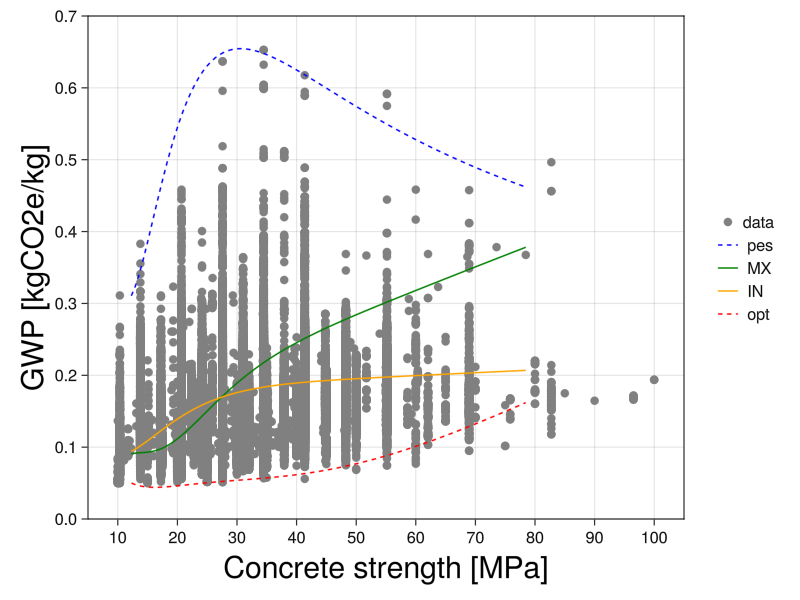 GWP [kgCO2e/kg]
0.7
0.6
0.5
0.4
0.3
0.2
0.1
0.0
10 20 30 40 50 60 70 80 90 100
Concrete strength [MPa]
data
pes
MX
IN
opt